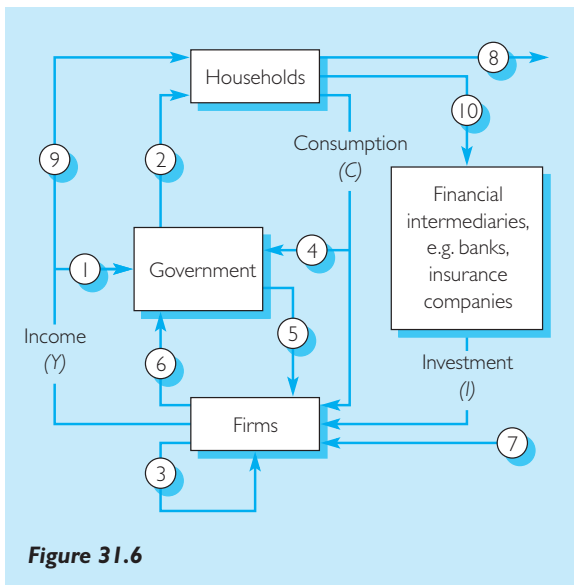 8
Households
10
Consumption
(C)
9
2
Financial
intermediaries,
e.g. banks,
insurance
companies
4
1
Government
5
Income
(Y)
6
Investment
(I)
Firms
7
3
Figure 31.6